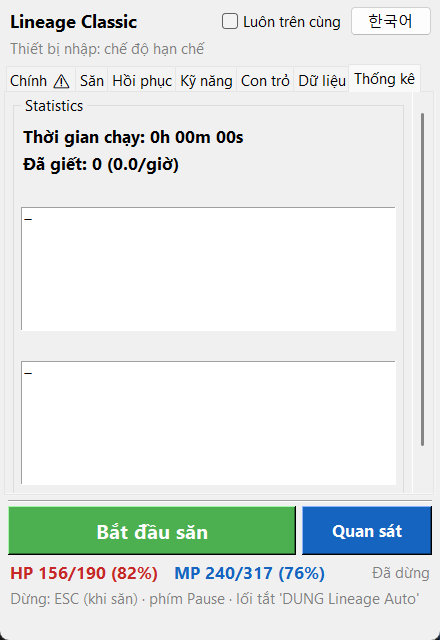 Lineage Classic
Luôn trên cùng
한국어
Thiết bị nhập: chế độ hạn chế
Chính ⚠ Săn Hồi phục Kỹ năng Con trỏ Dữ liệu Thống kê
Statistics
Thời gian chạy: 0h 00m 00s
Đã giết: 0 (0.0/giờ)
–
–
Bắt đầu săn
Quan sát
HP 156/190 (82%) MP 240/317 (76%) Đã dừng
Dừng: ESC (khi săn) · phím Pause · lối tắt 'DUNG Lineage Auto'